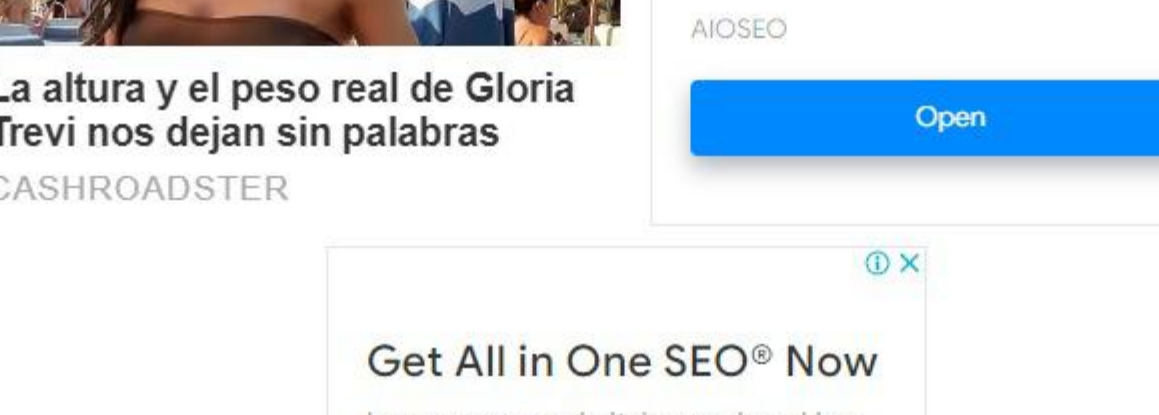 La altura y el peso real de Gloria
Trevi nos dejan sin palabras
CASHROADSTER
AIOSEO
Open
Get All in One SEO® Now